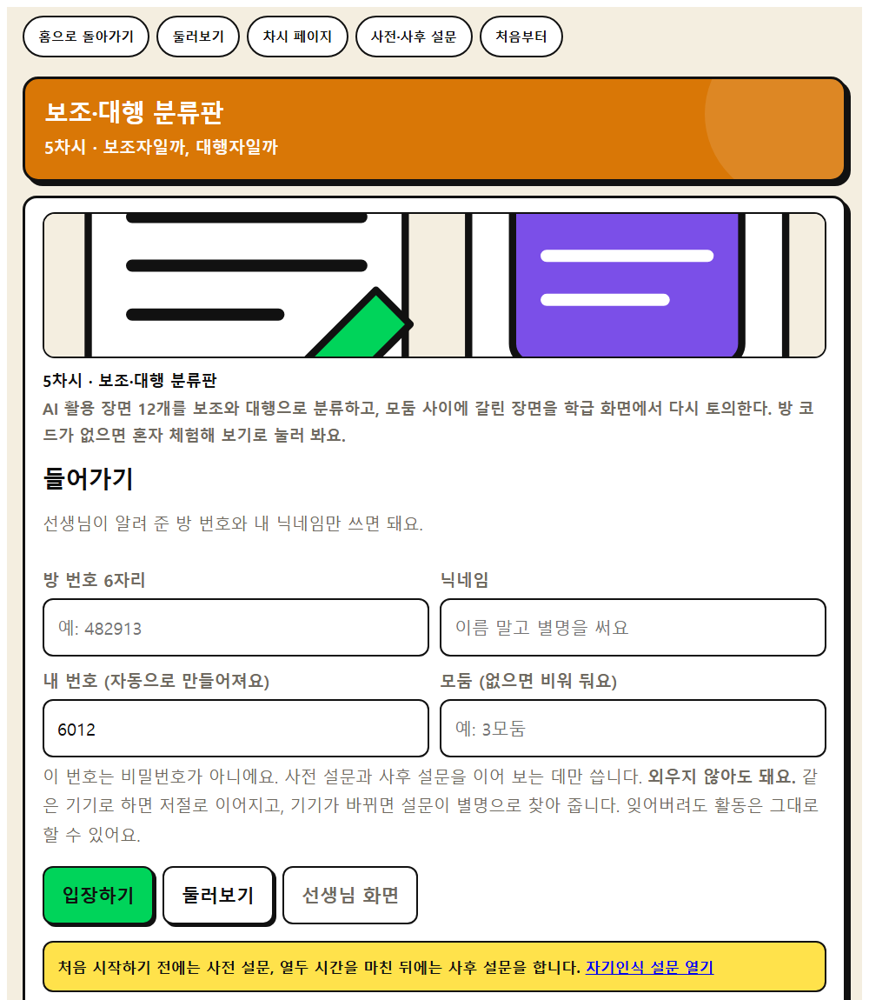 홈으로 돌아가기
둘러보기
차시 페이지
사전·사후 설문
처음부터
보조·대행 분류판
5차시 · 보조자일까, 대행자일까
5차시 · 보조·대행 분류판
AI 활용 장면 12개를 보조와 대행으로 분류하고, 모둠 사이에 갈린 장면을 학급 화면에서 다시 토의한다. 방 코
드가 없으면 혼자 체험해 보기로 눌러 봐요.
들어가기
선생님이 알려 준 방 번호와 내 닉네임만 쓰면 돼요.
방 번호 6자리
닉네임
예: 482913
이름 말고 별명을 써요
내 번호 (자동으로 만들어져요)
모둠 (없으면 비워 둬요)
6012
예: 3모둠
이 번호는 비밀번호가 아니에요. 사전 설문과 사후 설문을 이어 보는 데만 씁니다. 외우지 않아도 돼요. 같
은 기기로 하면 저절로 이어지고, 기기가 바뀌면 설문이 별명으로 찾아 줍니다. 잊어버려도 활동은 그대로
할 수 있어요.
입장하기
둘러보기
선생님 화면
처음 시작하기 전에는 사전 설문, 열두 시간을 마친 뒤에는 사후 설문을 합니다. 자기인식 설문 열기